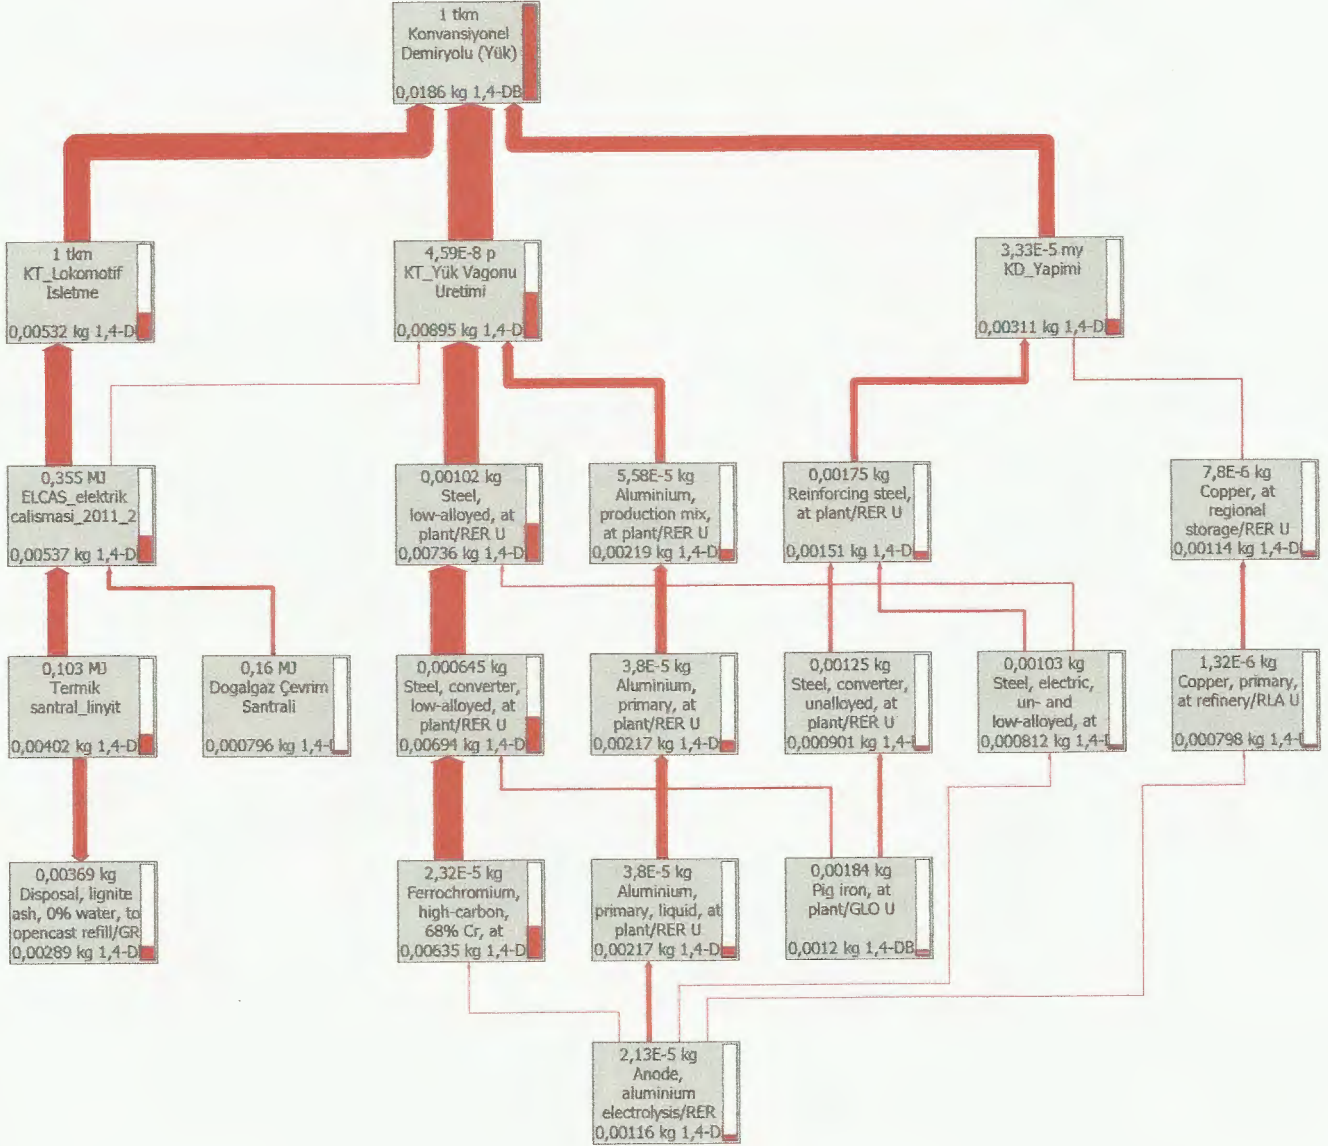 1 tkm
Konvansiyonel
Demiryolu (Yük)
0,0186 kg 1,4-DB
1 tkm
KT_Lokomotif
Isletme
0,00532 kg 1,4-D
4,59E-8 p
KT_Yük Vagonu
Uretimi
0,00895 kg 1,4-D
3,33E-5 my
KD_Yapimi
0,00311 kg 1,4-D
0,355 MJ
ELCAS_elektrik
calismasi_2011_2
0,00537 kg 1,4-D
0,00102 kg
Steel,
low-alloyed, at
plant/RER U
0,00736 kg 1,4-D
5,58E-5 kg
Aluminium,
production mix,
at plant/RER U
0,00219 kg 1,4-D
0,00175 kg
Reinforcing steel,
at plant/RER U
0,00151 kg 1,4-D
7,8E-6 kg
Copper, at
regional
storage/RER U
0,00114 kg 1,4-D
0,103 MJ
Termik
santral_linyit
0,00402 kg 1,4-D
0,16 MJ
Dogalgaz Çevrim
Santrali
0,000796 kg 1,4-
0,000645 kg
Steel, converter,
low-alloyed, at
plant/RER U
0,00694 kg 1,4-D
3,8E-5 kg
Aluminium,
primary, at
plant/RER U
0,00217 kg 1,4-D
0,00125 kg
Steel, converter,
unalloyed, at
plant/RER U
0,000901 kg 1,4-
0,00103 kg
Steel, electric,
un- and
low-alloyed, at
0,000812 kg 1,4-
1,32E-6 kg
Copper, primary,
at refinery/RLA U
0,000798 kg 1,4-
0,00369 kg
Disposal, lignite
ash, 0% water, to
opencast refill/GR
0,00289 kg 1,4-D
2,32E-5 kg
Ferrochromium,
high-carbon,
68% Cr, at
0,00635 kg 1,4-D
3,8E-5 kg
Aluminium,
primary, liquid, at
plant/RER U
0,00217 kg 1,4-D
0,00184 kg
Pig iron, at
plant/GLO U
0,0012 kg 1,4-DB
2,13E-5 kg
Anode,
aluminium
electrolysis/RER
0,00116 kg 1,4-D